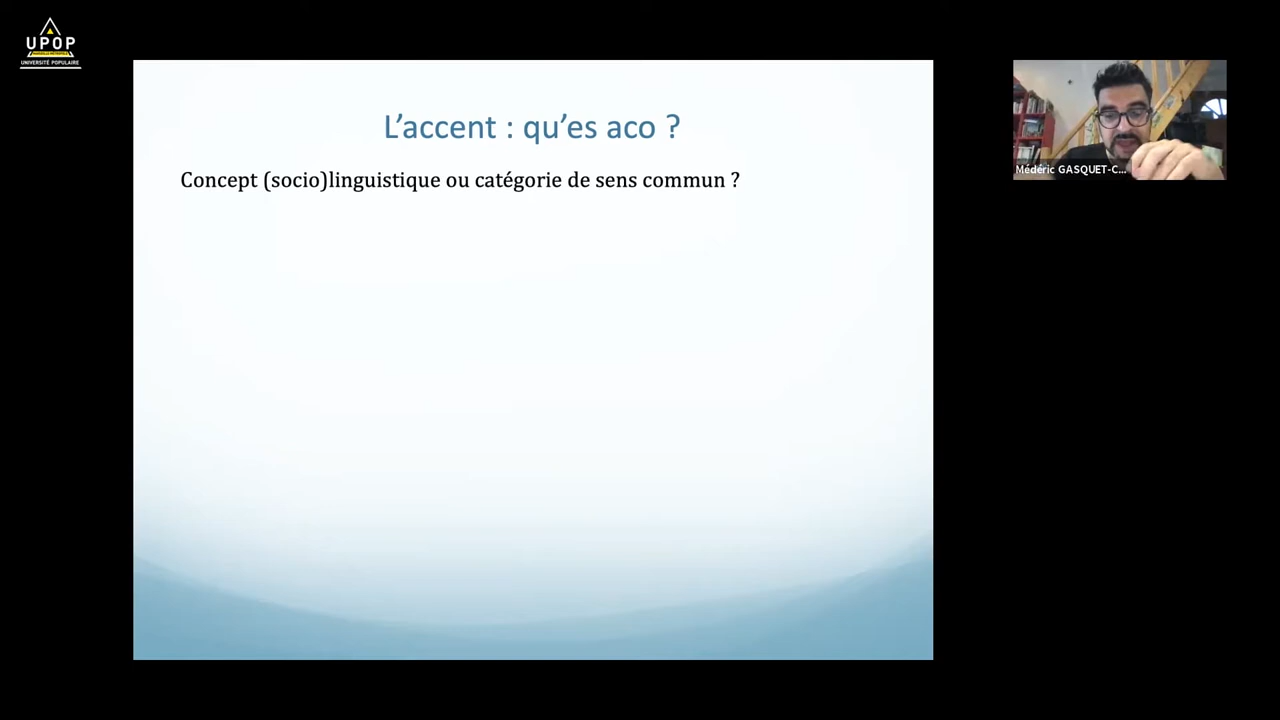 UPOP
UNIVERSITÉ POPULAIRE
L'accent : qu'es aco ?
Concept (socio)linguistique ou catégorie de sens commun ?
Médéric GASQUET-C...